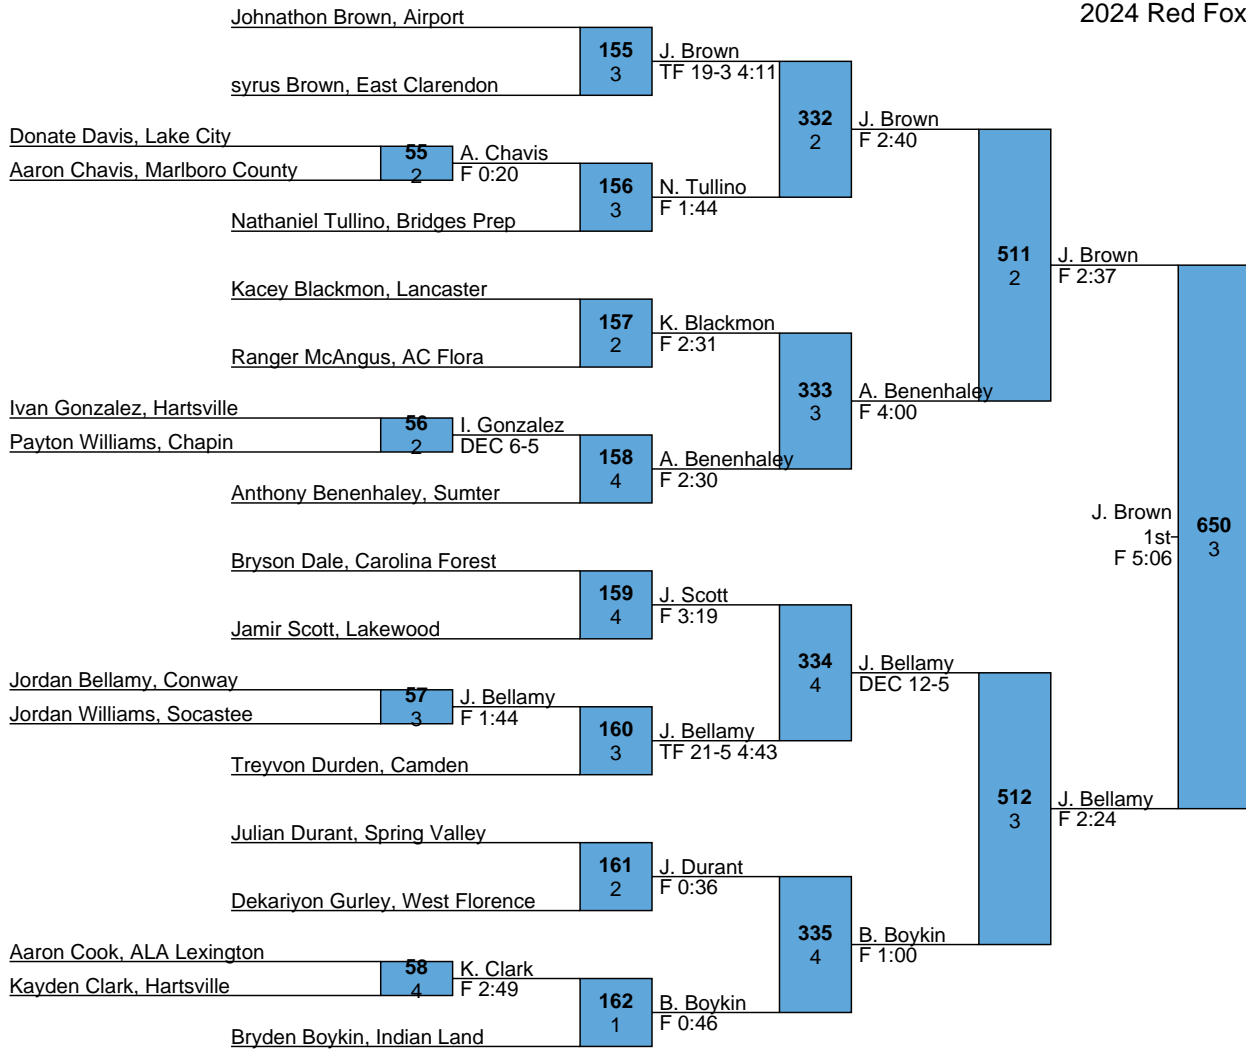 2024 Red Fox
Johnathon Brown, Airport
155
3
J. Brown
TF 19-3 4:11
syrus Brown, East Clarendon
332
2
J. Brown
F 2:40
Donate Davis, Lake City
55
2
A. Chavis
F 0:20
Aaron Chavis, Marlboro County
156
3
N. Tullino
F 1:44
Nathaniel Tullino, Bridges Prep
511
2
J. Brown
F 2:37
Kacey Blackmon, Lancaster
157
2
K. Blackmon
F 2:31
Ranger McAngus, AC Flora
333
3
A. Benenhaley
F 4:00
Ivan Gonzalez, Hartsville
56
2
I. Gonzalez
DEC 6-5
Payton Williams, Chapin
158
4
A. Benenhaley
F 2:30
Anthony Benenhaley, Sumter
J. Brown
1st
F 5:06
650
3
Bryson Dale, Carolina Forest
159
4
J. Scott
F 3:19
Jamir Scott, Lakewood
334
4
J. Bellamy
DEC 12-5
Jordan Bellamy, Conway
57
3
J. Bellamy
F 1:44
Jordan Williams, Socastee
160
3
J. Bellamy
TF 21-5 4:43
Treyvon Durden, Camden
512
3
J. Bellamy
F 2:24
Julian Durant, Spring Valley
161
2
J. Durant
F 0:36
Dekariyon Gurley, West Florence
335
4
B. Boykin
F 1:00
Aaron Cook, ALA Lexington
58
4
K. Clark
F 2:49
Kayden Clark, Hartsville
162
1
B. Boykin
F 0:46
Bryden Boykin, Indian Land